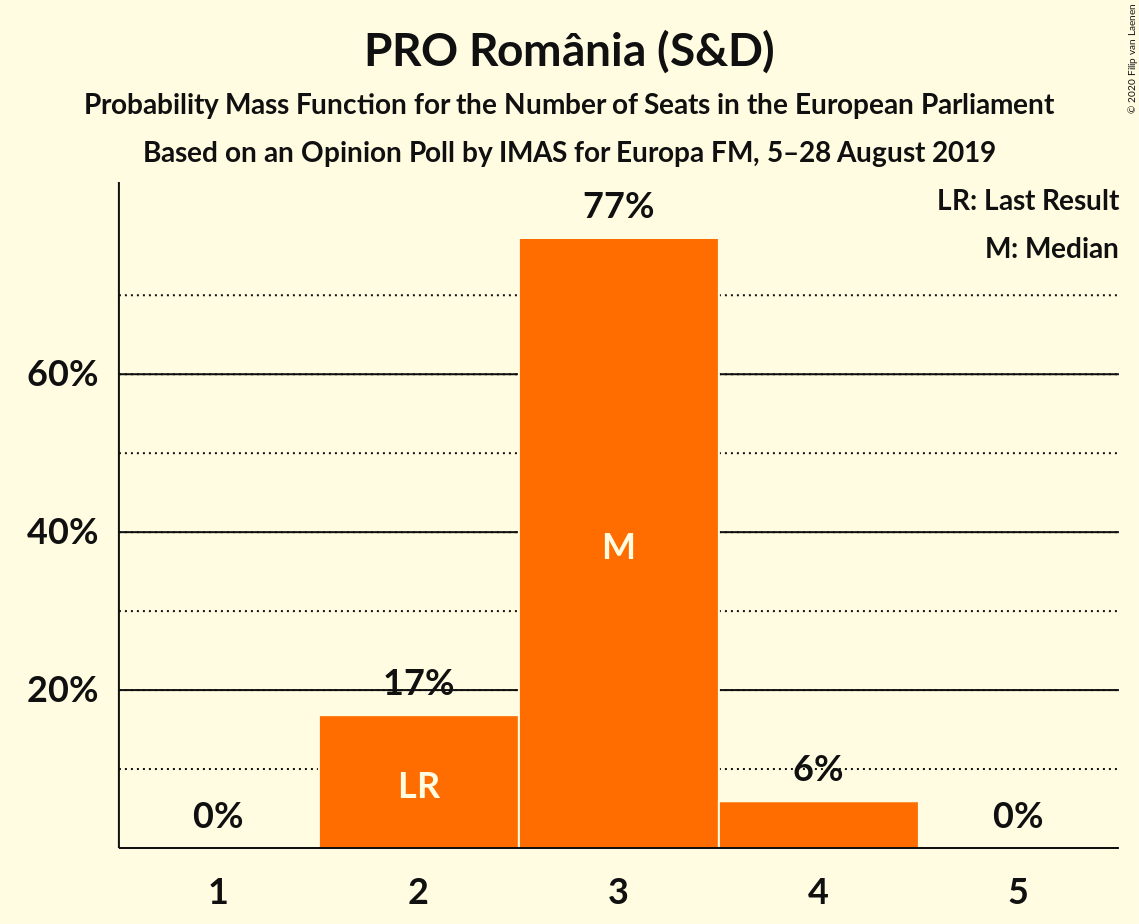 PRO România (S&D)
Probability Mass Function for the Number of Seats in the European Parliament
Based on an Opinion Poll by IMAS for Europa FM, 5–28 August 2019
© 2020 Filip van Laenen
LR: Last Result
M: Median
77%
60%
40%
20%
M
17%
LR
6%
0%
0%
1
2
3
4
5